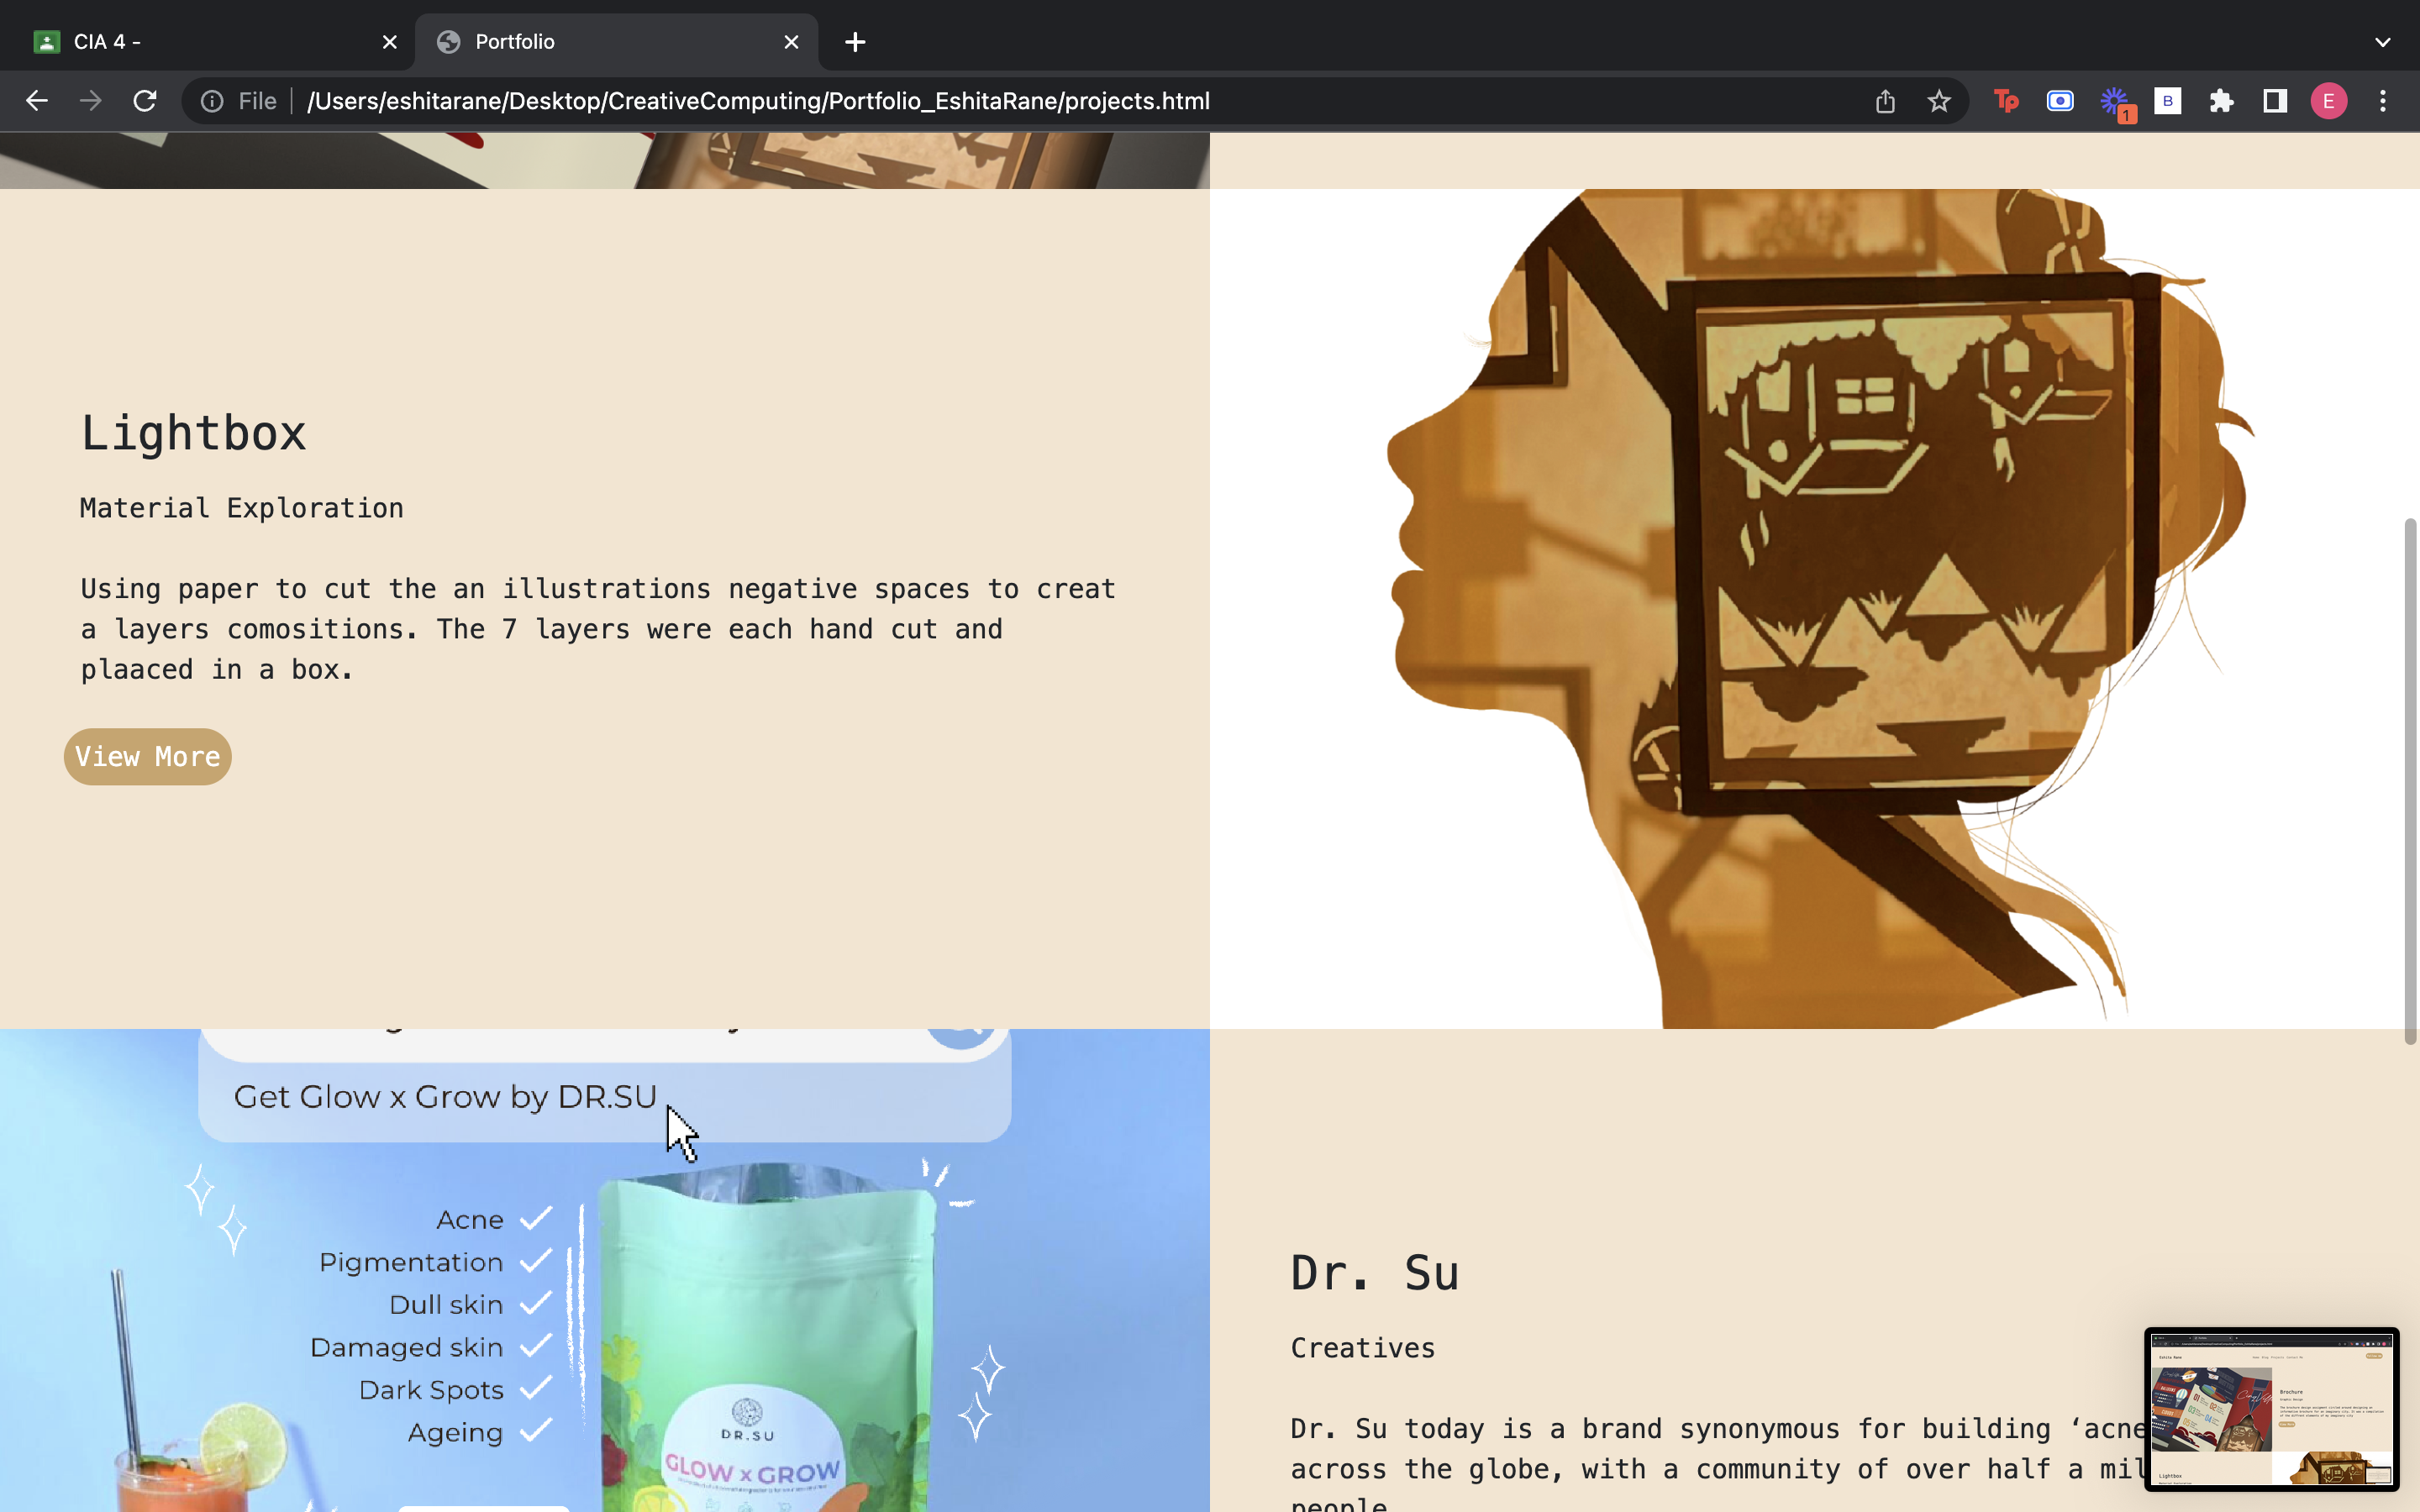 CIA 4 -
Portfolio
File
/Users/eshitarane/Desktop/CreativeComputing/Portfolio_EshitaRane/projects.html
Tp
1
B
E
Lightbox
Material Exploration
Using paper to cut the an illustrations negative spaces to creat
a layers comositions. The 7 layers were each hand cut and
plaaced in a box.
View More
Get Glow x Grow by DR.SU
Acne
Pigmentation
Dull skin
Damaged skin
Dark Spots
Ageing
DR.SU
GLOW x GROW
Dr. Su
Creatives
Dr. Su today is a brand synonymous for building ‘acne
across the globe, with a community of over half a mil
people
Brochure
Lightbox